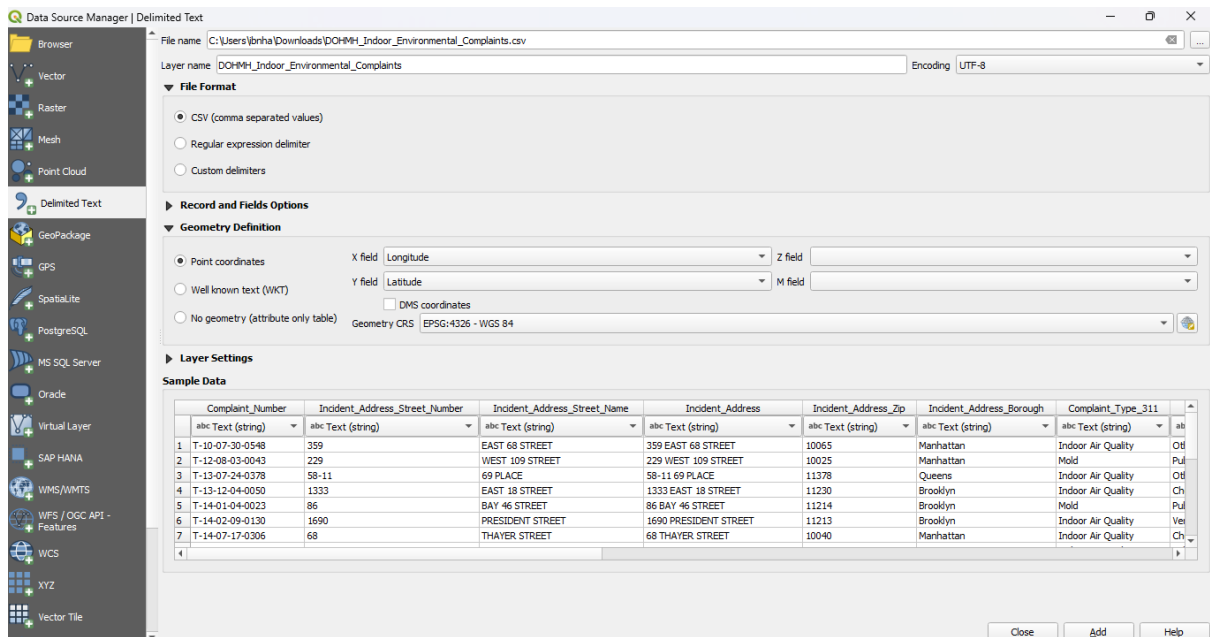 Data Source Manager | Delimited Text
Browser
Vector
Raster
Mesh
Point Cloud
Delimited Text
GeoPackage
GPS
SpatiaLite
PostgreSQL
MS SQL Server
Oracle
Virtual Layer
SAP HANA
WMS/WMTS
WFS / OGC API -
Features
WCS
XYZ
Vector Tile
File name C:\Users\ibnha\Downloads\DOHMH_Indoor_Environmental_Complaints.csv ...
Layer name DOHMH_Indoor_Environmental_Complaints Encoding UTF-8
File Format
CSV (comma separated values)
Regular expression delimiter
Custom delimiters
Record and Fields Options
Geometry Definition
Point coordinates
Well known text (WKT)
No geometry (attribute only table)
X field Longitude Z field
Y field Latitude M field
DMS coordinates
Geometry CRS EPSG:4326 - WGS 84
Layer Settings
Sample Data
Complaint_Number Incident_Address_Street_Number Incident_Address_Street_Name Incident_Address Incident_Address_Zip Incident_Address_Borough Complaint_Type_311
abc Text (string) abc Text (string) abc Text (string) abc Text (string) abc Text (string) abc Text (string) abc Text (string) ab
1 T-10-07-30-0548 359 EAST 68 STREET 359 EAST 68 STREET 10065 Manhattan Indoor Air Quality Ot
2 T-12-08-03-0043 229 WEST 109 STREET 229 WEST 109 STREET 10025 Manhattan Mold Pul
3 T-13-07-24-0378 58-11 69 PLACE 58-11 69 PLACE 11378 Queens Indoor Air Quality Ot
4 T-13-12-04-0050 1333 EAST 18 STREET 1333 EAST 18 STREET 11230 Brooklyn Indoor Air Quality Ch
5 T-14-01-04-0023 86 BAY 46 STREET 86 BAY 46 STREET 11214 Brooklyn Mold Pul
6 T-14-02-09-0130 1690 PRESIDENT STREET 1690 PRESIDENT STREET 11213 Brooklyn Indoor Air Quality Ve
7 T-14-07-17-0306 68 THAYER STREET 68 THAYER STREET 10040 Manhattan Indoor Air Quality Ch
Close Add Help